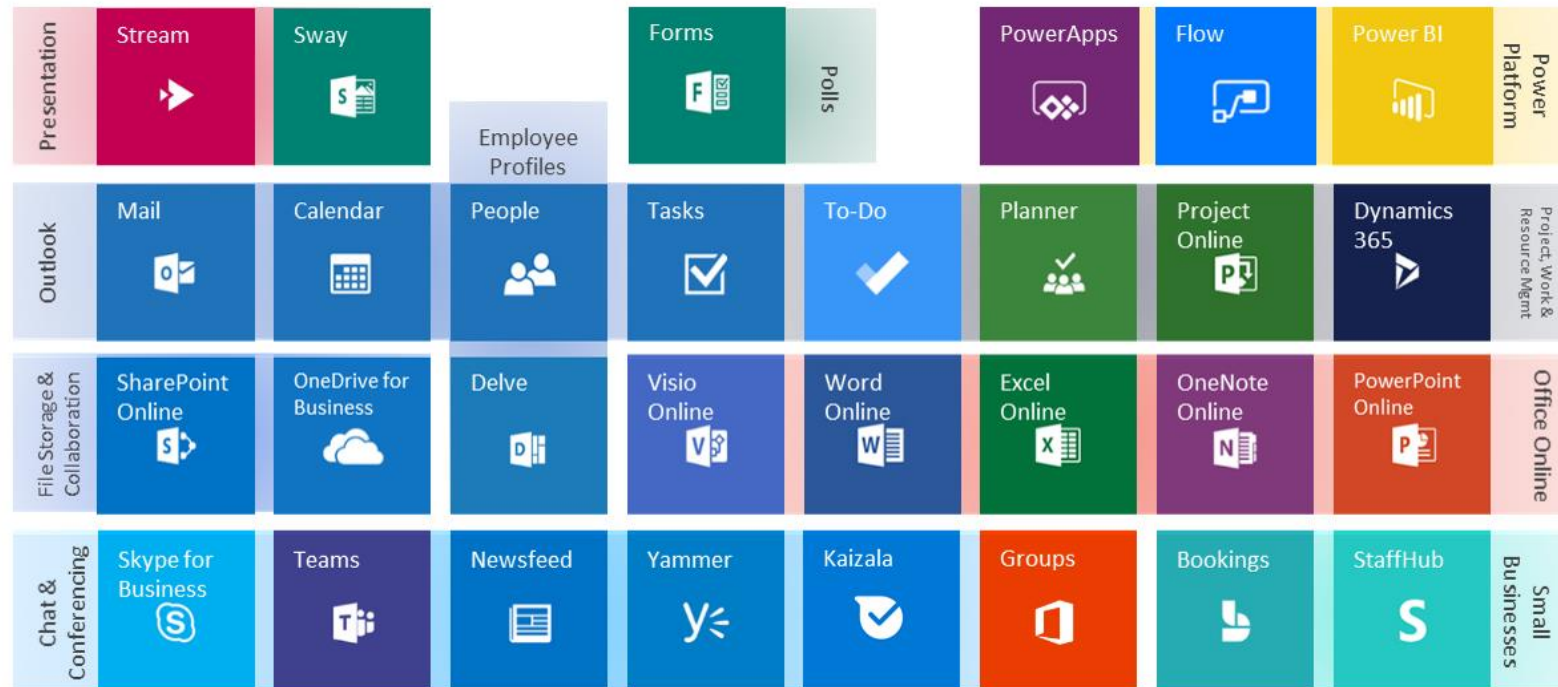 Presentation
Stream
Sway
Forms
Polls
PowerApps
Flow
Power BI
Power
Platform
Employee
Profiles
Outlook
Mail
Calendar
People
Tasks
To-Do
Planner
Project
Online
Dynamics
365
Project, Work &
Resource Mgmt
File Storage &
Collaboration
SharePoint
Online
OneDrive for
Business
Delve
Visio
Online
Word
Online
Excel
Online
OneNote
Online
PowerPoint
Online
Office Online
Chat &
Conferencing
Skype for
Business
Teams
Newsfeed
Yammer
Kaizala
Groups
Bookings
StaffHub
Small
Businesses